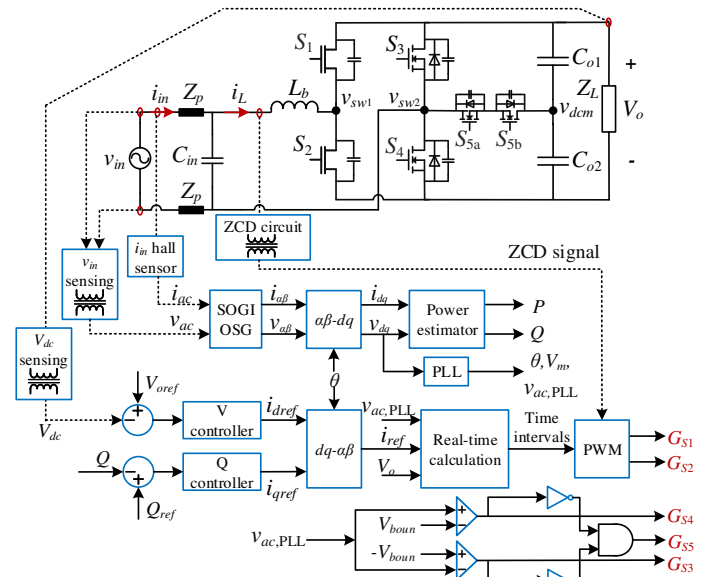 S1
S3
Co1
iin
Zp
iL
Lb
vsw1
vsw2
vdcm
ZL
+
Vo
-
vin
Cin
S2
S4
S5a
S5b
Co2
Zp
ZCD circuit
ZCD signal
vin
sensing
iin hall
sensor
iac
vac
SOGI
OSG
iαβ
vαβ
αβ-dq
idq
vdq
Power
estimator
P
Q
PLL
θ,Vm,
vac,PLL
Vdc
sensing
Voref
+
−
Vdc
V
controller
idref
θ
dq-αβ
vac,PLL
iref
Vo
Real-time
calculation
Time
intervals
PWM
GS1
GS2
Q
−
+
Qref
Q
controller
iqref
vac,PLL
Vboun
+
−
-Vboun
+
−
GS4
GS5
GS3